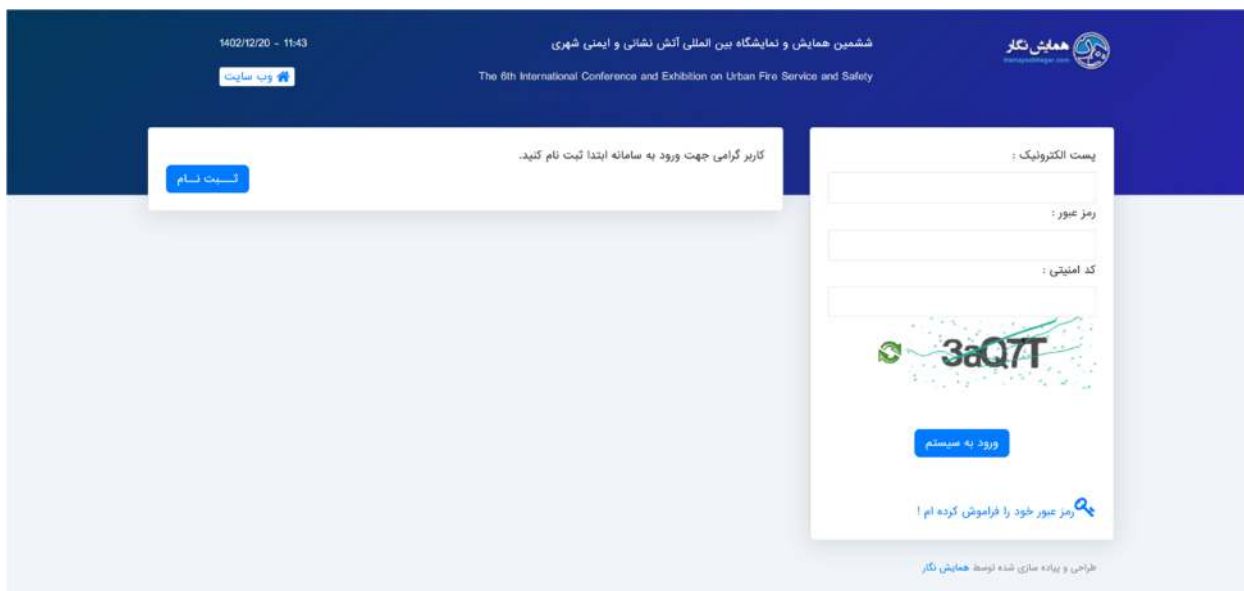 همایش نگار
ششمین همایش و نمایشگاه بین المللی آتش نشانی و ایمنی شهری
The 6th International Conference and Exhibition on Urban Fire Service and Safety
1402/12/20 - 11:43
وب سایت
پست الکترونیک :
رمز عبور :
کد امنیتی :
3aQ7T
ورود به سیستم
رمز عبور خود را فراموش کرده ام !
کاربر گرامی جهت ورود به سامانه ابتدا ثبت نام کنید.
ثـــبت نــام
طراحی و پیاده سازی شده توسط همایش نگار